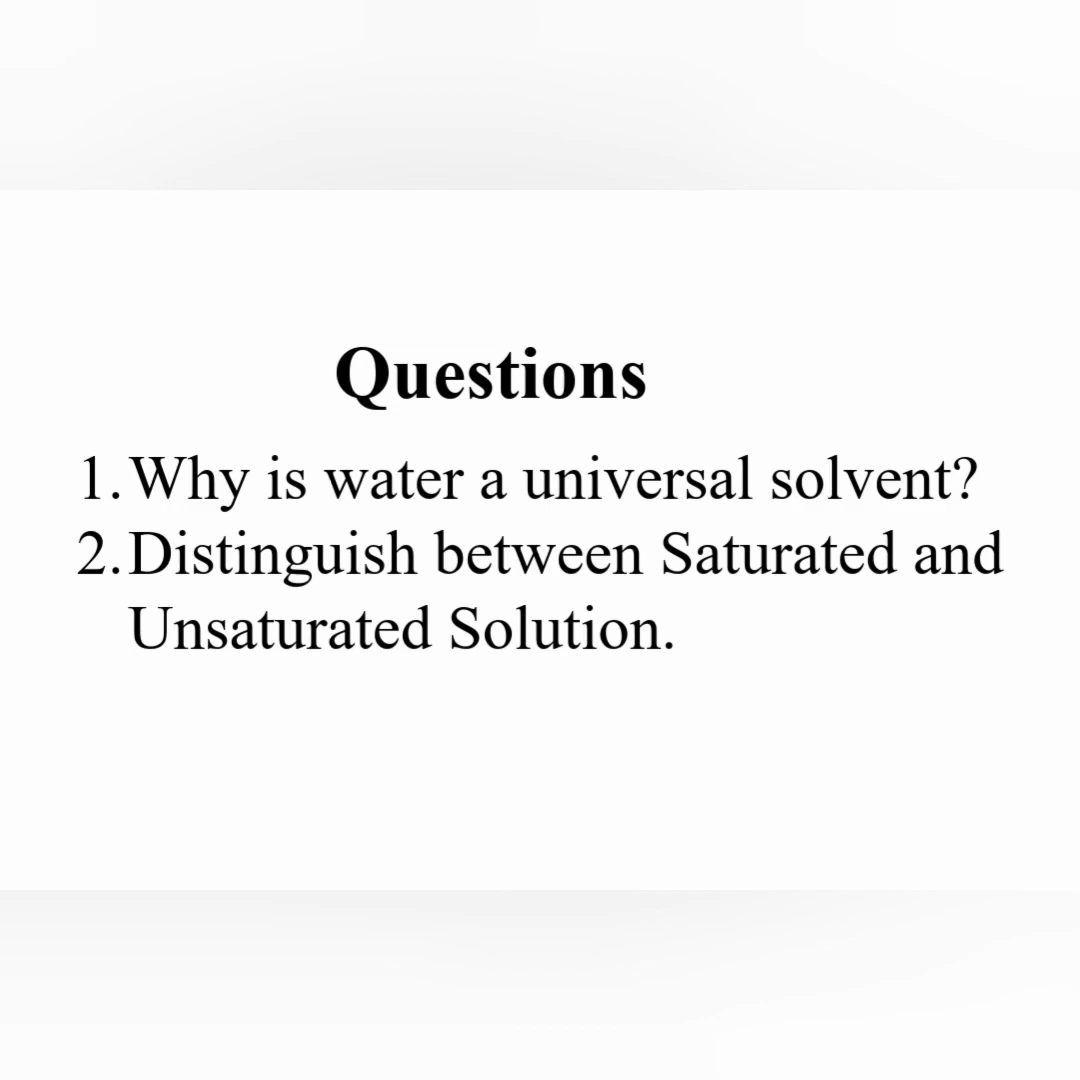 Questions
1. Why is water a universal solvent?
2. Distinguish between Saturated and
Unsaturated Solution.